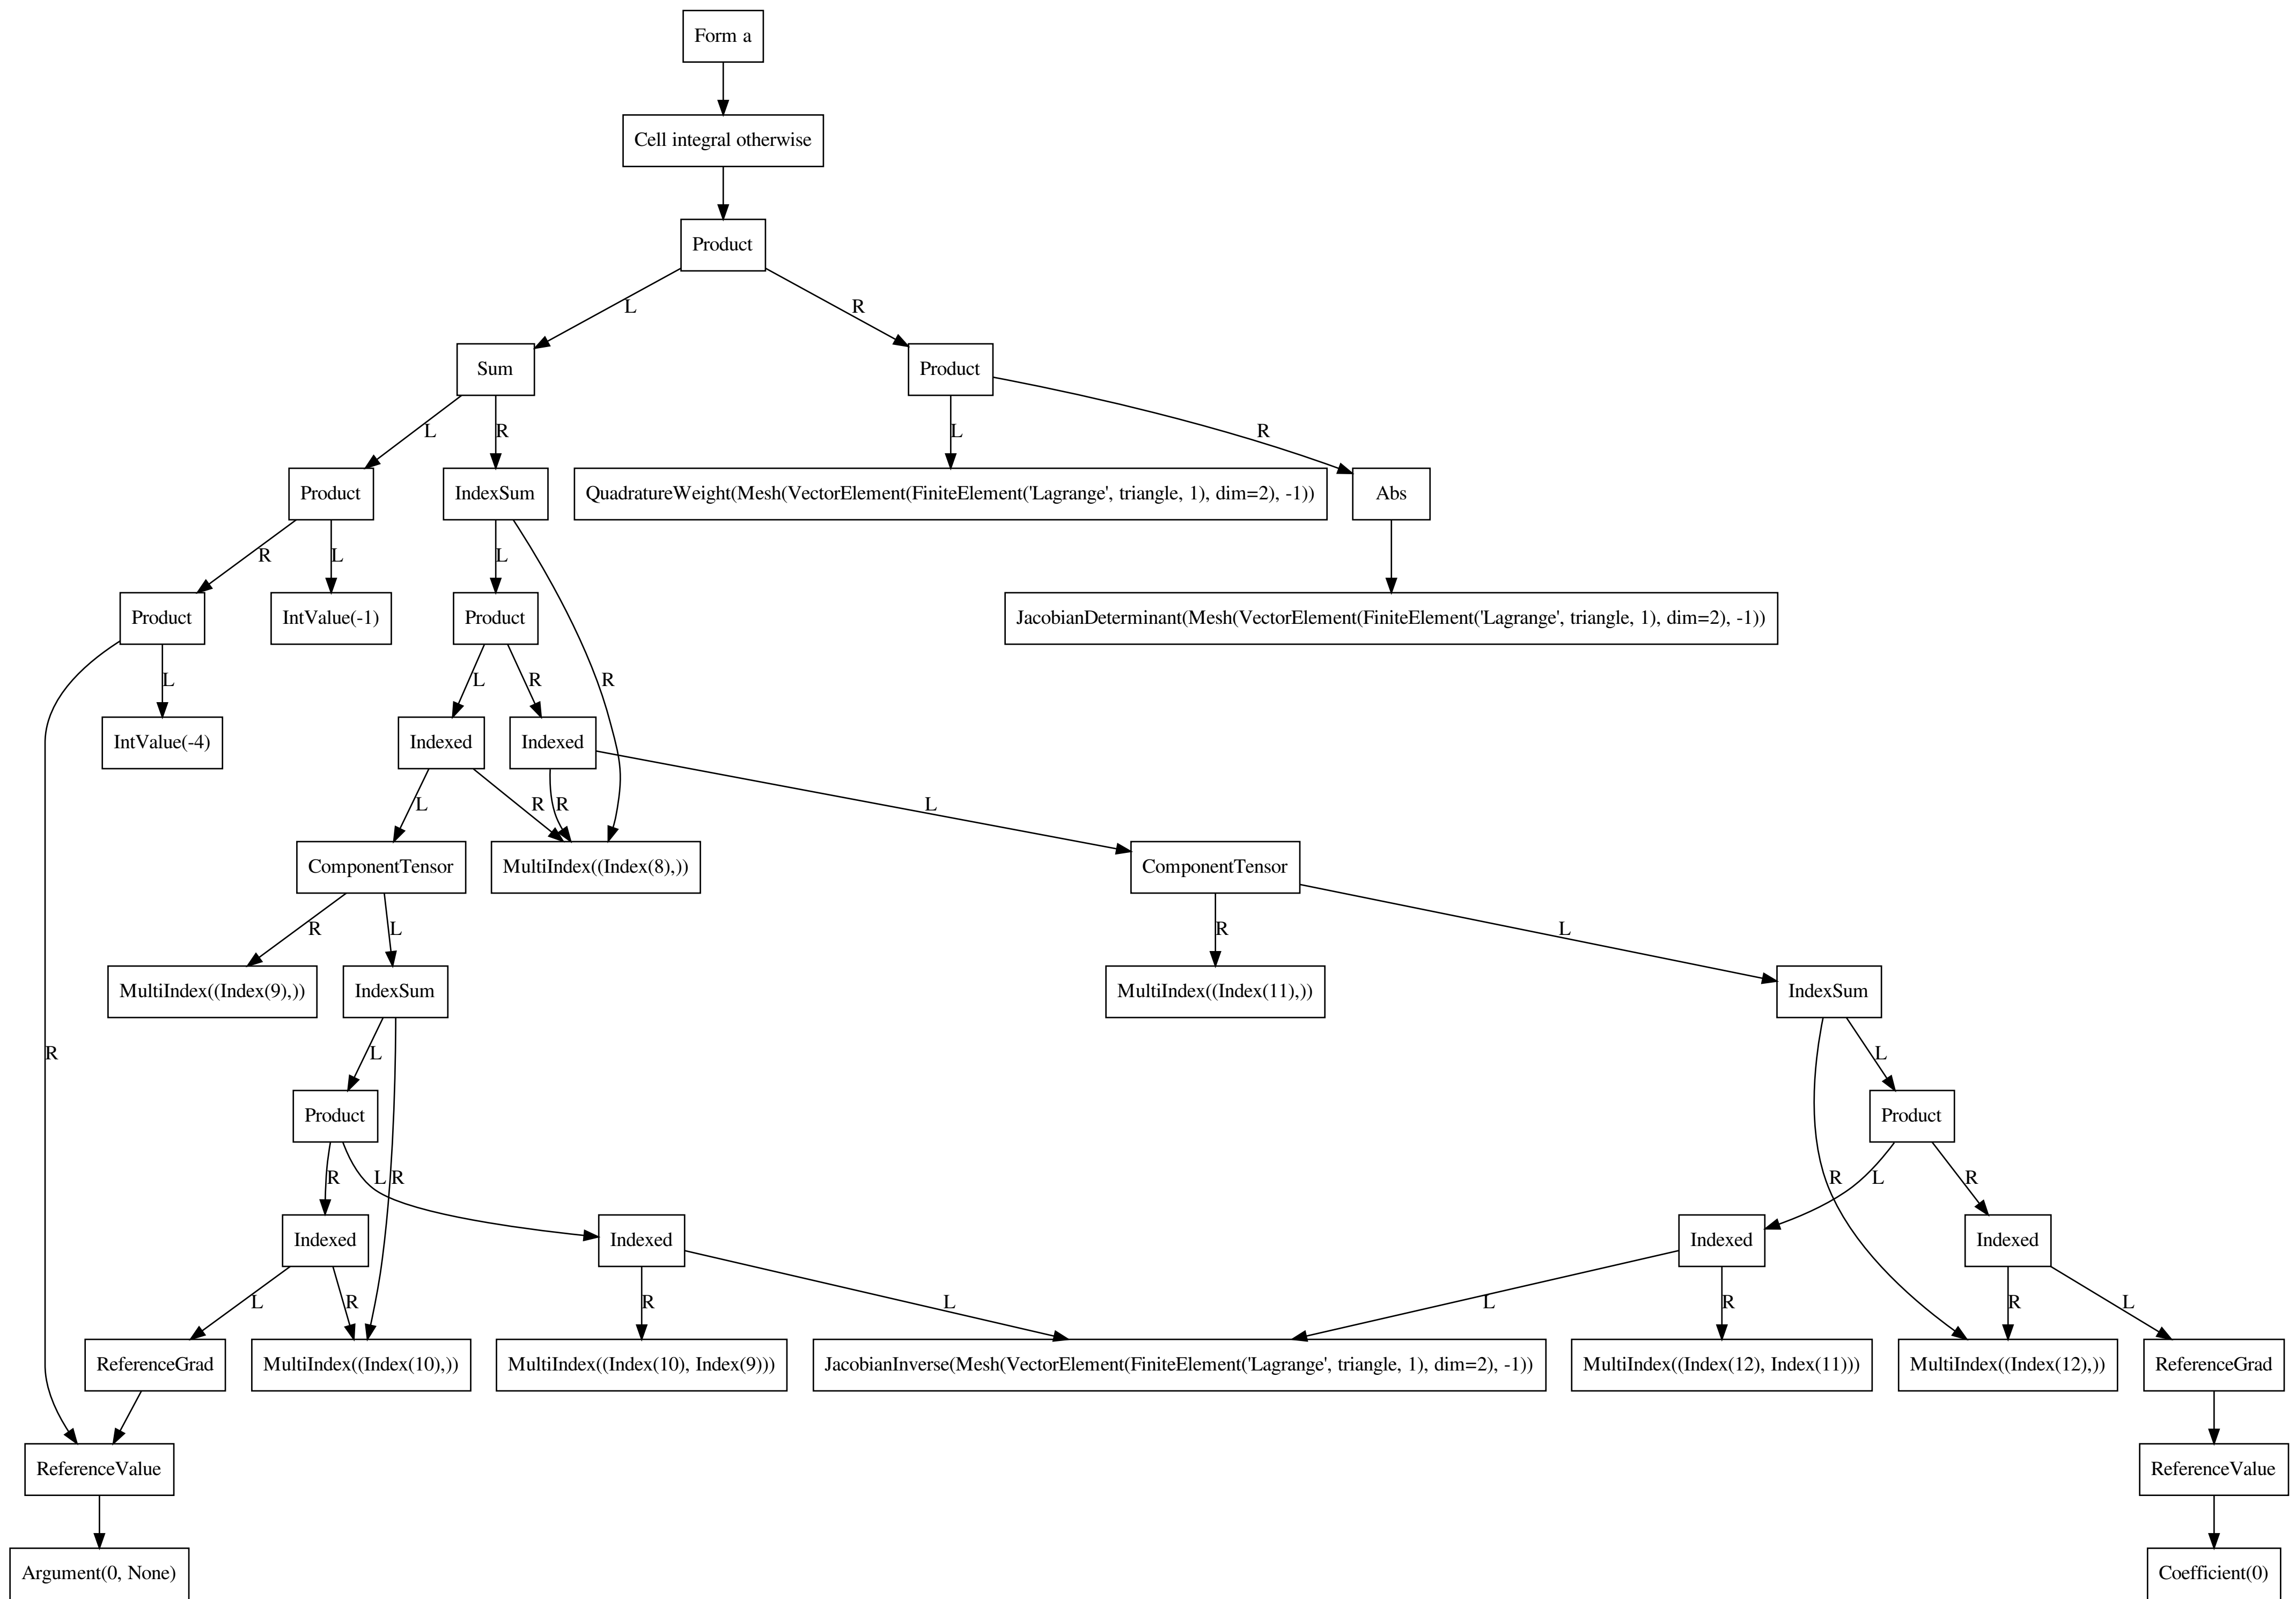 Form a
Cell integral otherwise
Product
L
R
Sum
Product
L
R
L
R
Product
IndexSum
QuadratureWeight(Mesh(VectorElement(FiniteElement('Lagrange', triangle, 1), dim=2), -1))
Abs
R
L
L
Product
IntValue(-1)
Product
JacobianDeterminant(Mesh(VectorElement(FiniteElement('Lagrange', triangle, 1), dim=2), -1))
L
L
R
R
IntValue(-4)
Indexed
Indexed
L
R
R
L
ComponentTensor
MultiIndex((Index(8),))
ComponentTensor
R
L
R
L
MultiIndex((Index(9),))
IndexSum
MultiIndex((Index(11),))
IndexSum
R
L
L
Product
Product
R
L
R
R
L
R
Indexed
Indexed
Indexed
Indexed
L
R
R
L
L
R
R
L
ReferenceGrad
MultiIndex((Index(10),))
MultiIndex((Index(10), Index(9)))
JacobianInverse(Mesh(VectorElement(FiniteElement('Lagrange', triangle, 1), dim=2), -1))
MultiIndex((Index(12), Index(11)))
MultiIndex((Index(12),))
ReferenceGrad
ReferenceValue
ReferenceValue
Argument(0, None)
Coefficient(0)